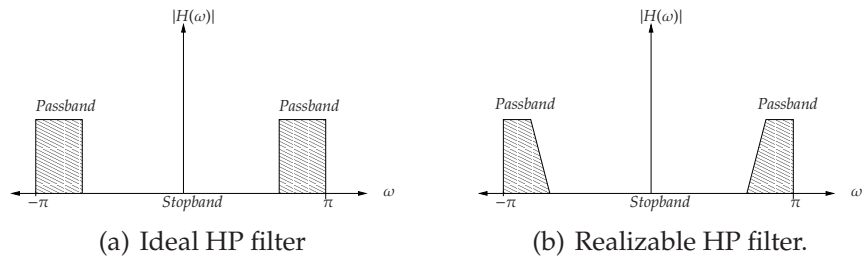 |H(ω)|
Passband
Passband
−π
Stopband
π
ω
(a) Ideal HP filter
|H(ω)|
Passband
Passband
−π
Stopband
π
ω
(b) Realizable HP filter.